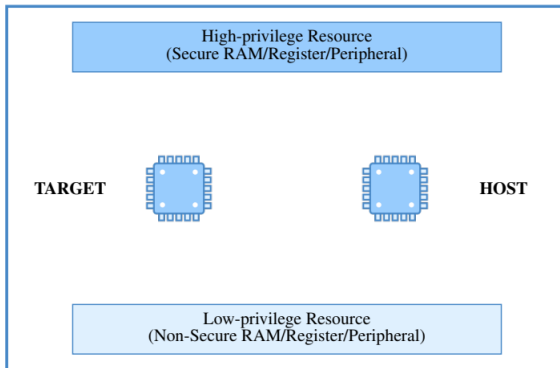 High-privilege Resource
(Secure RAM/Register/Peripheral)
TARGET
HOST
Low-privilege Resource
(Non-Secure RAM/Register/Peripheral)